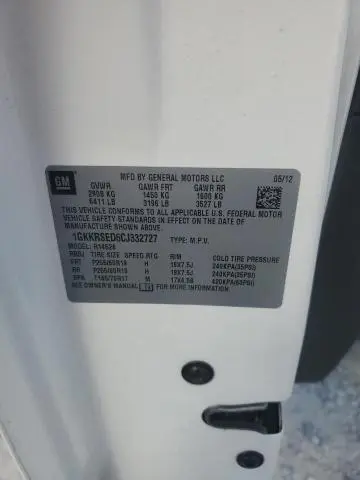 GM
MFD BY GENERAL MOTORS LLC 05/12
GVWR GAWR FRT GAWR RR
2908 KG 1450 KG 1600 KG
6411 LB 3196 LB 3527 LB
THIS VEHICLE CONFORMS TO ALL APPLICABLE U.S. FEDERAL MOTOR
VEHICLE SAFETY STANDARDS IN EFFECT ON THE DATE OF
MANUFACTURE SHOWN ABOVE.
1GKKRSED6CJ332727 TYPE: M.P.V.
R14526
TIRE SIZE SPEED RTG RIM COLD TIRE PRESSURE
FRT P255/65R18 H 18X7.5J 240KPA(35PSI)
RR P255/65R18 H 18X7.5J 240KPA(35PSI)
SPA T165/70R17 M 17X4.5B 420KPA(60PSI)
SEE OWNER'S MANUAL FOR MORE INFORMATION